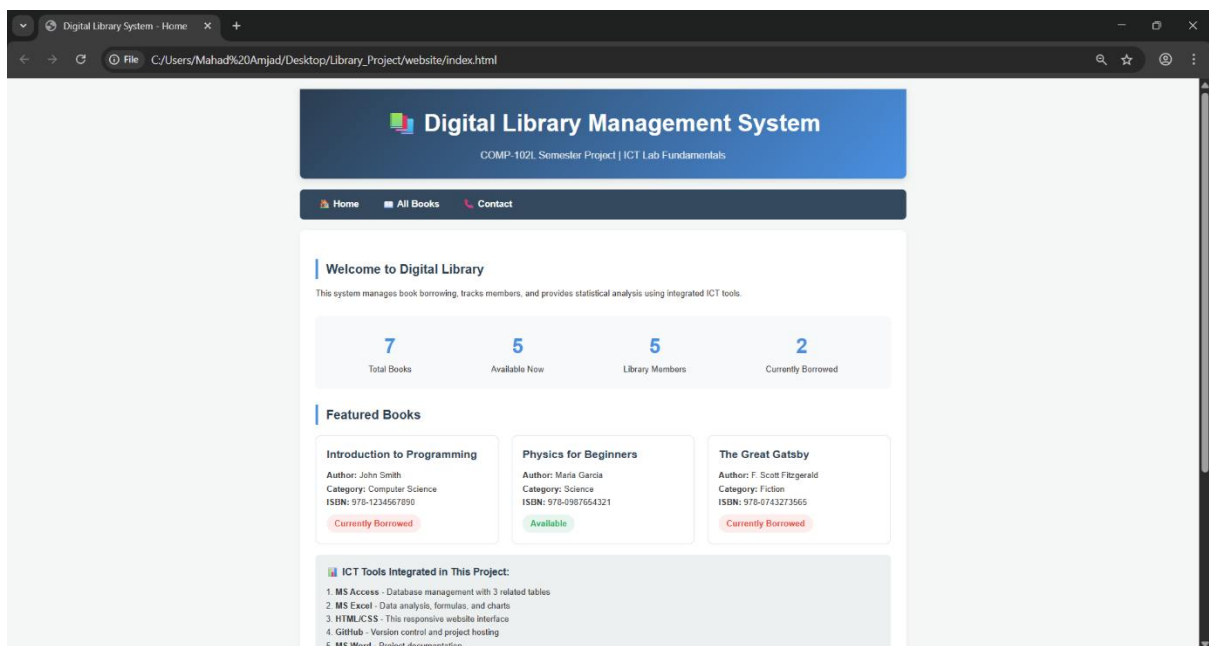 Digital Library System - Home
File C:/Users/Mahad%20Amjad/Desktop/Library_Project/website/index.html
Digital Library Management System
COMP-102L Semester Project | ICT Lab Fundamentals
Home All Books Contact
Welcome to Digital Library
This system manages book borrowing, tracks members, and provides statistical analysis using integrated ICT tools.
7 5 5 2
Total Books Available Now Library Members Currently Borrowed
Featured Books
Introduction to Programming
Author: John Smith
Category: Computer Science
ISBN: 978-1234567890
Currently Borrowed
Physics for Beginners
Author: Maria Garcia
Category: Science
ISBN: 978-0987654321
Available
The Great Gatsby
Author: F. Scott Fitzgerald
Category: Fiction
ISBN: 978-0743273565
Currently Borrowed
ICT Tools Integrated in This Project:
1. MS Access - Database management with 3 related tables
2. MS Excel - Data analysis, formulas, and charts
3. HTML/CSS - This responsive website interface
4. GitHub - Version control and project hosting
5. MS Word - Project documentation